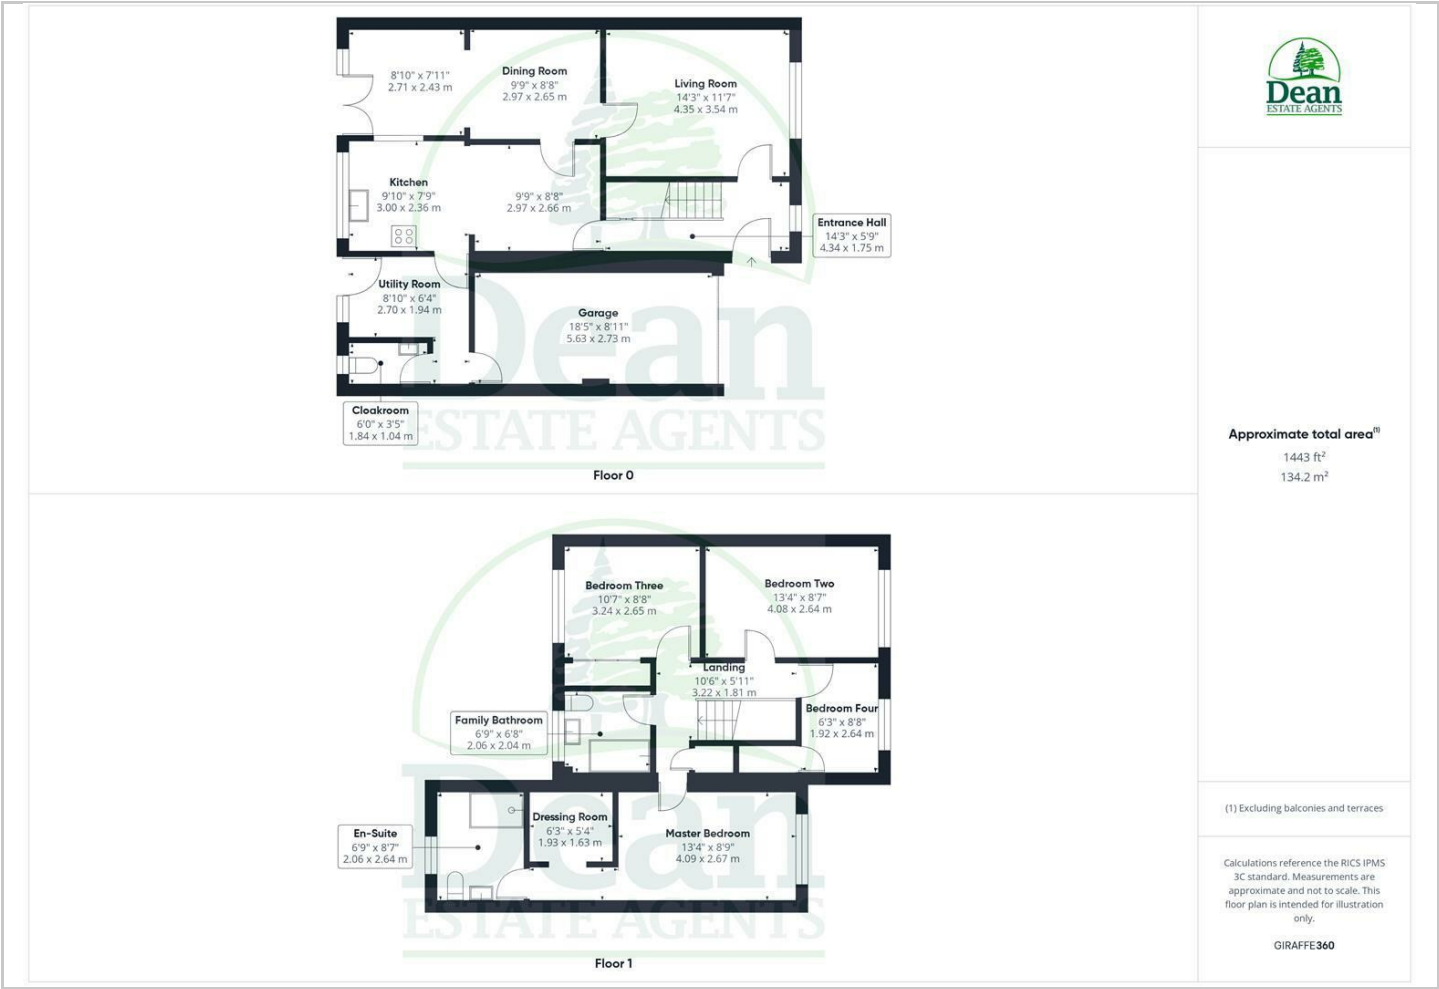 8'10" x 7'11"
2.71 x 2.43 m
Dining Room
9'9" x 8'8"
2.97 x 2.65 m
Living Room
14'3" x 11'7"
4.35 x 3.54 m
Kitchen
9'10" x 7'9"
3.00 x 2.36 m
9'9" x 8'8"
2.97 x 2.66 m
Entrance Hall
14'3" x 5'9"
4.34 x 1.75 m
Utility Room
8'10" x 6'4"
2.70 x 1.94 m
Garage
18'5" x 8'11"
5.63 x 2.73 m
Cloakroom
6'0" x 3'5"
1.84 x 1.04 m
Dean
ESTATE AGENTS
Floor 0
Bedroom Three
10'7" x 8'8"
3.24 x 2.65 m
Bedroom Two
13'4" x 8'7"
4.08 x 2.64 m
Landing
10'6" x 5'11"
3.22 x 1.81 m
Bedroom Four
6'3" x 8'8"
1.92 x 2.64 m
Family Bathroom
6'9" x 6'8"
2.06 x 2.04 m
En-Suite
6'9" x 8'7"
2.06 x 2.64 m
Dressing Room
6'3" x 5'4"
1.93 x 1.63 m
Master Bedroom
13'4" x 8'9"
4.09 x 2.67 m
Dean
ESTATE AGENTS
Floor 1
Dean
ESTATE AGENTS
Approximate total area(1)
1443 ft²
134.2 m²
(1) Excluding balconies and terraces
Calculations reference the RICS IPMS
3C standard. Measurements are
approximate and not to scale. This
floor plan is intended for illustration
only.
GIRAFFE360